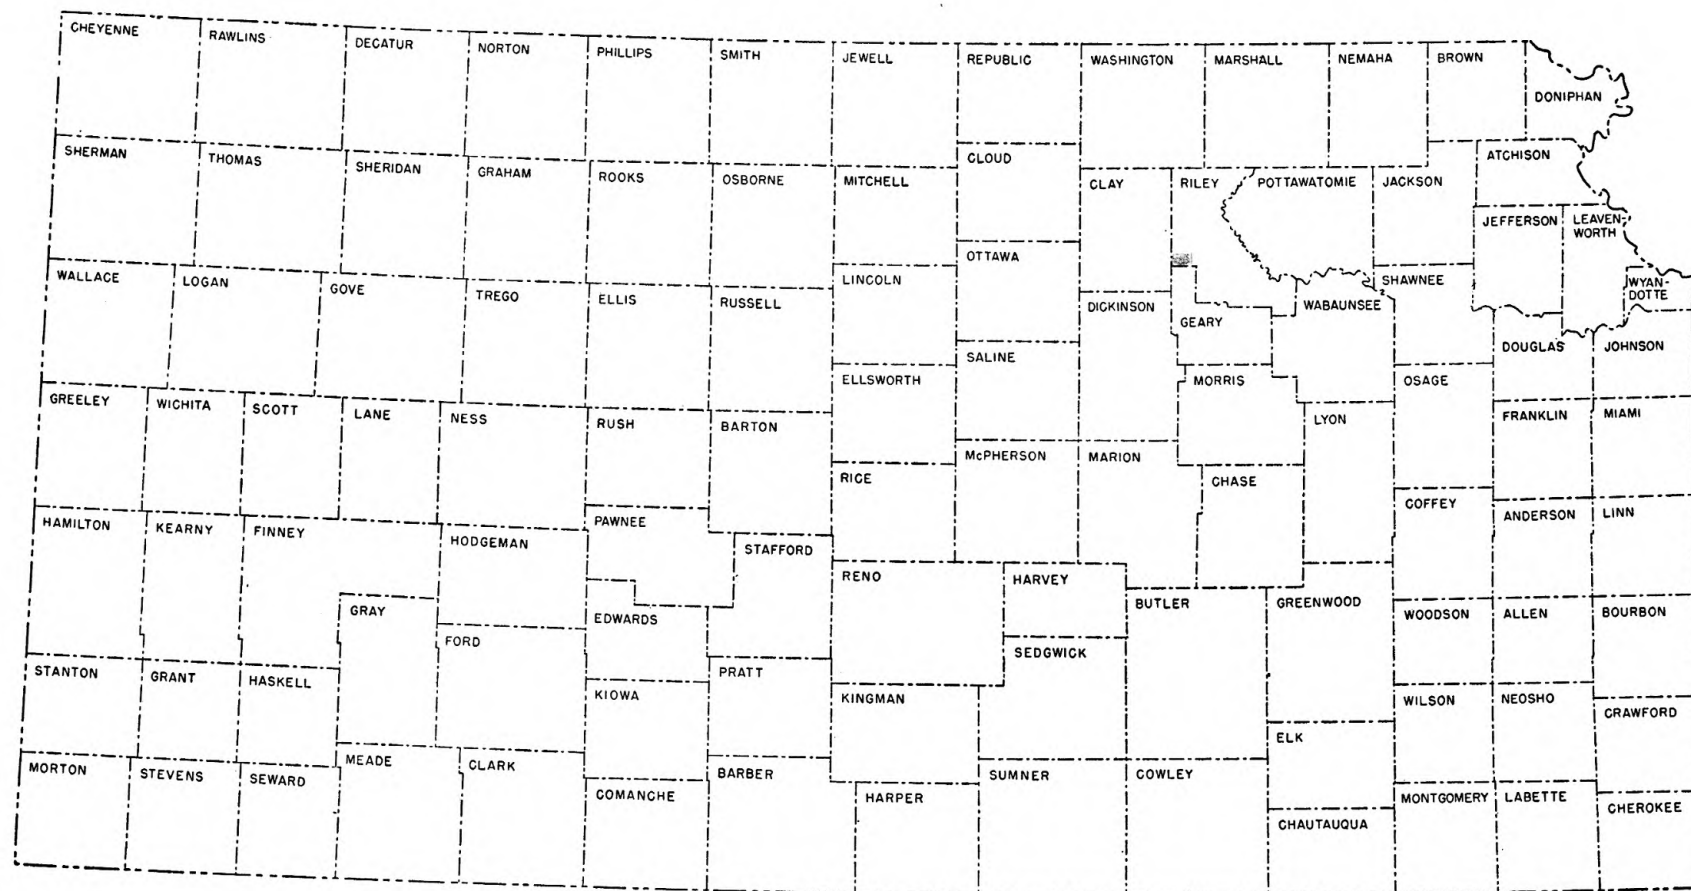 CHEYENNE
RAWLINS
DECATUR
NORTON
PHILLIPS
SMITH
JEWELL
REPUBLIC
WASHINGTON
MARSHALL
NEMAHA
BROWN
DONIPHAN
SHERMAN
THOMAS
SHERIDAN
GRAHAM
ROOKS
OSBORNE
MITCHELL
CLOUD
CLAY
RILEY
POTTAWATOMIE
JACKSON
ATCHISON
JEFFERSON
LEAVEN-
WORTH
WALLACE
LOGAN
GOVE
TREGO
ELLIS
RUSSELL
LINCOLN
OTTAWA
DICKINSON
GEARY
WABAUNSEE
SHAWNEE
WYAN-
DOTTE
SALINE
DOUGLAS
JOHNSON
GREELEY
WICHITA
SCOTT
LANE
NESS
RUSH
BARTON
ELLSWORTH
MORRIS
OSAGE
LYON
FRANKLIN
MIAMI
RICE
McPHERSON
MARION
CHASE
COFFEY
ANDERSON
LINN
HAMILTON
KEARNY
FINNEY
HODGEMAN
PAWNEE
STAFFORD
RENO
HARVEY
BUTLER
GREENWOOD
WOODSON
ALLEN
BOURBON
GRAY
FORD
EDWARDS
SEDGWICK
STANTON
GRANT
HASKELL
KIOWA
PRATT
KINGMAN
WILSON
NEOSHO
CRAWFORD
ELK
MORTON
STEVENS
SEWARD
MEADE
CLARK
COMANCHE
BARBER
HARPER
SUMNER
COWLEY
CHAUTAUQUA
MONTGOMERY
LABETTE
CHEROKEE